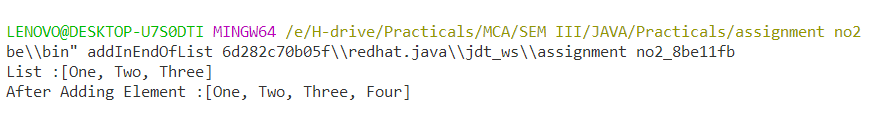 LENOVO@DESKTOP-U7S0DTI MINGW64 /e/H-drive/Practicals/MCA/SEM III/JAVA/Practicals/assignment no2
be\\bin" addInEndOfList 6d282c70b05f\\redhat.java\\jdt_ws\\assignment no2_8be11fb
List :[One, Two, Three]
After Adding Element :[One, Two, Three, Four]